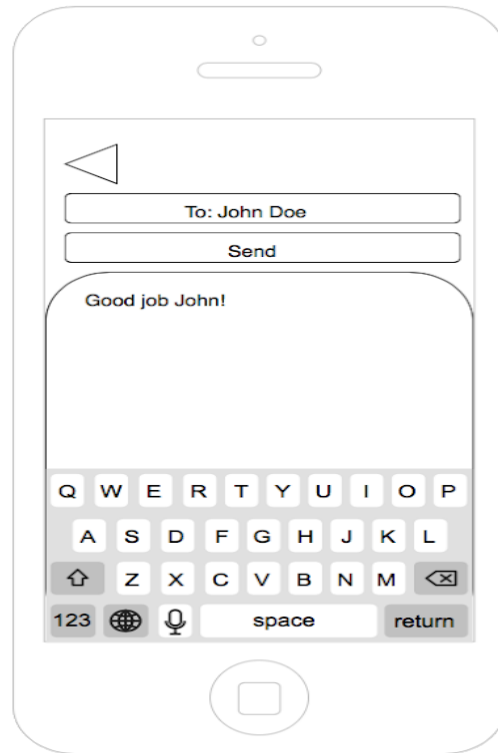 To: John Doe
Send
Good job John!
Q W E R T Y U I O P
A S D F G H J K L
Z X C V B N M
123 space return